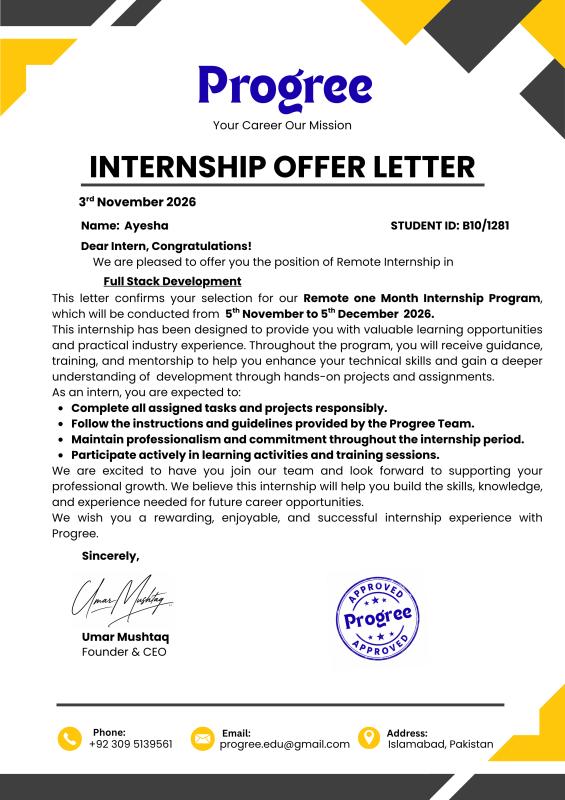 Progree
Your Career Our Mission
INTERNSHIP OFFER LETTER
3rd November 2026
Name: Ayesha STUDENT ID: B10/1281
Dear Intern, Congratulations!
We are pleased to offer you the position of Remote Internship in
Full Stack Development
This letter confirms your selection for our Remote one Month Internship Program,
which will be conducted from 5th November to 5th December 2026.
This internship has been designed to provide you with valuable learning opportunities
and practical industry experience. Throughout the program, you will receive guidance,
training, and mentorship to help you enhance your technical skills and gain a deeper
understanding of development through hands-on projects and assignments.
As an intern, you are expected to:
• Complete all assigned tasks and projects responsibly.
• Follow the instructions and guidelines provided by the Progree Team.
• Maintain professionalism and commitment throughout the internship period.
• Participate actively in learning activities and training sessions.
We are excited to have you join our team and look forward to supporting your
professional growth. We believe this internship will help you build the skills, knowledge,
and experience needed for future career opportunities.
We wish you a rewarding, enjoyable, and successful internship experience with
Progree.
Sincerely,
Umar Mushtaq
Umar Mushtaq
Founder & CEO
APPROVED
Progree
APPROVED
Phone:
+92 309 5139561
Email:
progree.edu@gmail.com
Address:
Islamabad, Pakistan